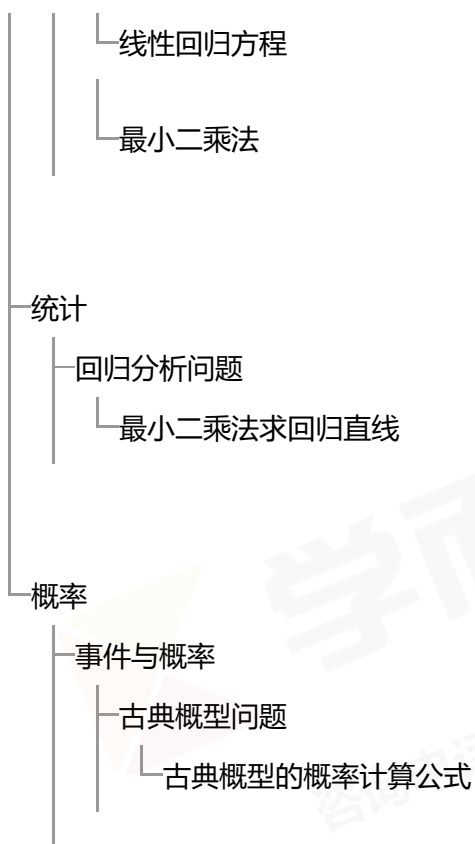 线性回归方程
最小二乘法
统计
回归分析问题
最小二乘法求回归直线
概率
事件与概率
古典概型问题
古典概型的概率计算公式